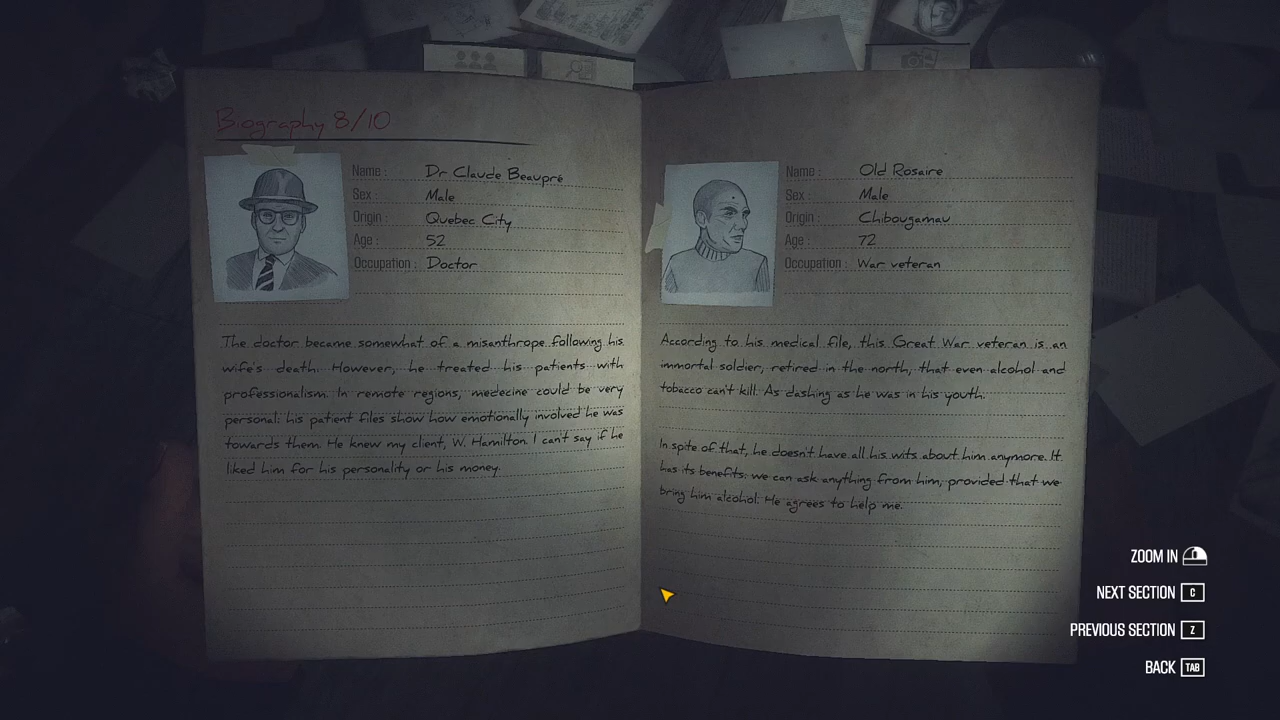 Biography 8/10
Name : Dr Claude Beaupré
Sex : Male
Origin : Quebec City
Age : 52
Occupation : Doctor
The doctor became somewhat of a misanthrope following his
wife's death. However, he treated his patients with
professionalism. In remote regions, medecine could be very
personal: his patient files show how emotionally involved he was
towards them. He knew my client, W. Hamilton. I can't say if he
liked him for his personality or his money.
Name : Old Rosaire
Sex : Male
Origin : Chibougamau
Age : 72
Occupation : War veteran
According to his medical file, this Great War veteran is an
immortal soldier, retired in the north, that even alcohol and
tobacco can't kill. As dashing as he was in his youth.
In spite of that, he doesn't have all his wits about him anymore. It
has its benefits: we can ask anything from him, provided that we
bring him alcohol. He agrees to help me.
ZOOM IN
NEXT SECTION C
PREVIOUS SECTION Z
BACK TAB